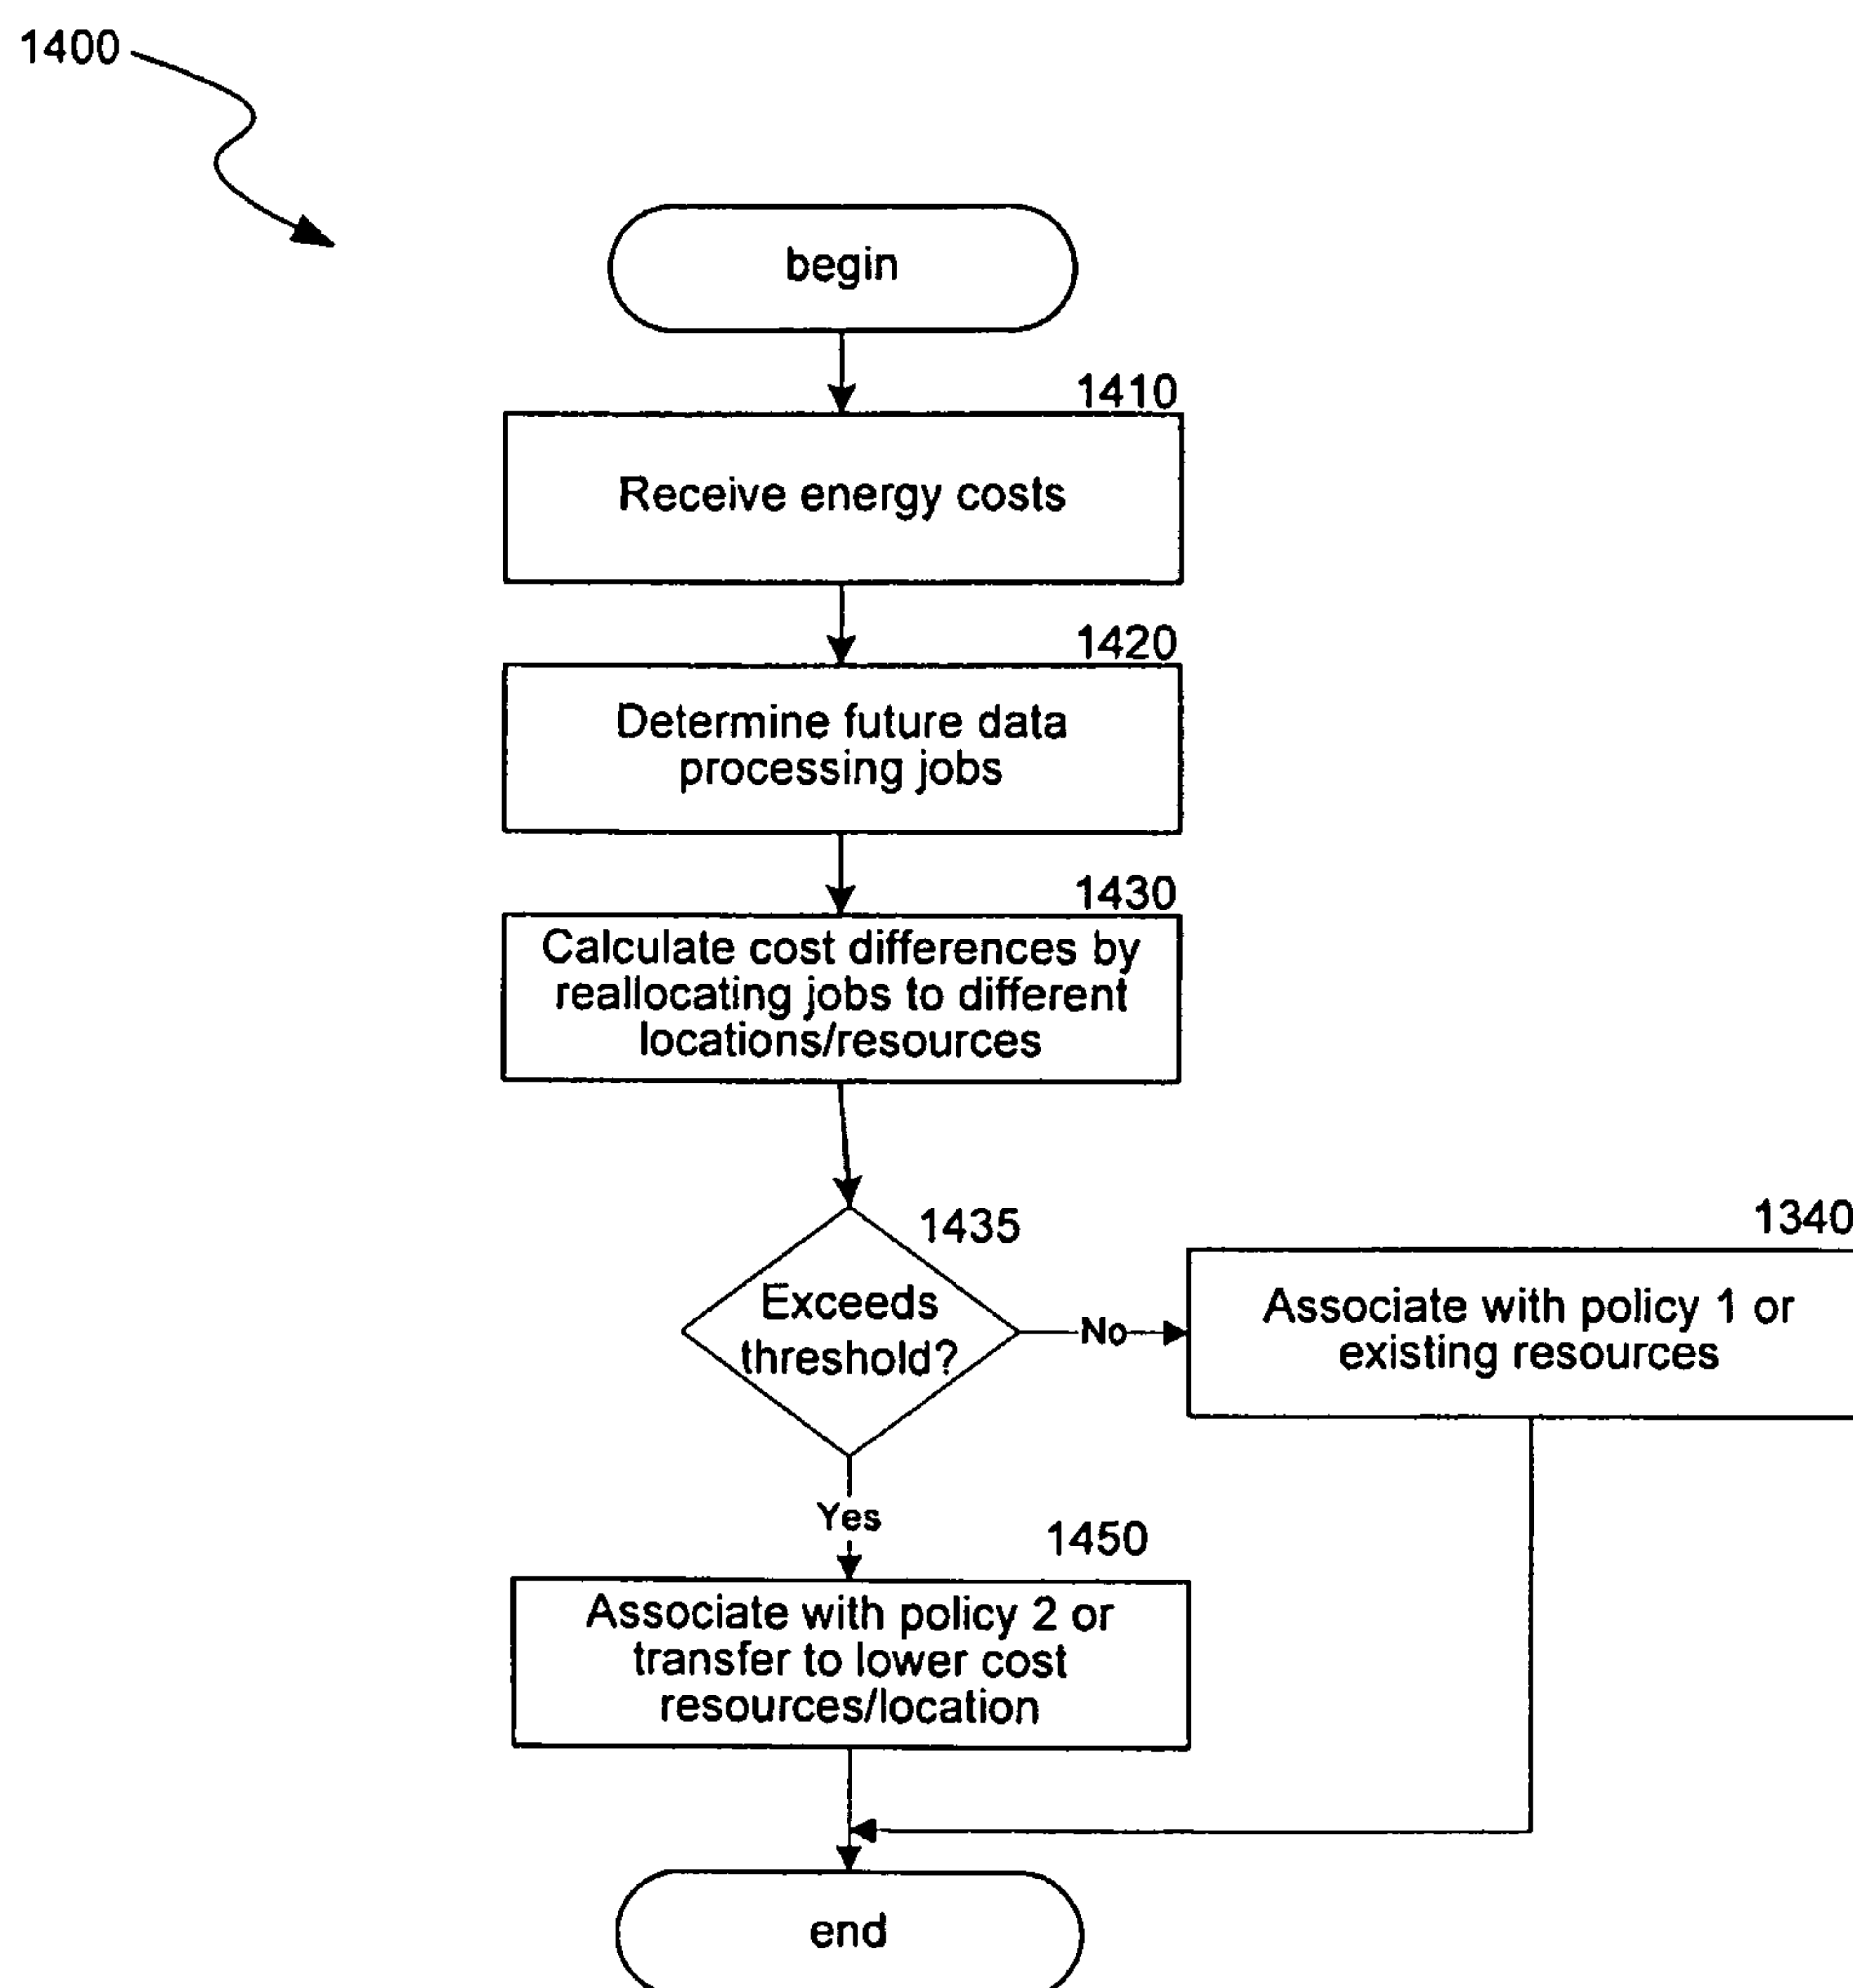 1400
begin
1410
Receive energy costs
1420
Determine future data
processing jobs
1430
Calculate cost differences by
reallocating jobs to different
locations/resources
1435
Exceeds
threshold?
No
1340
Associate with policy 1 or
existing resources
Yes
1450
Associate with policy 2 or
transfer to lower cost
resources/location
end